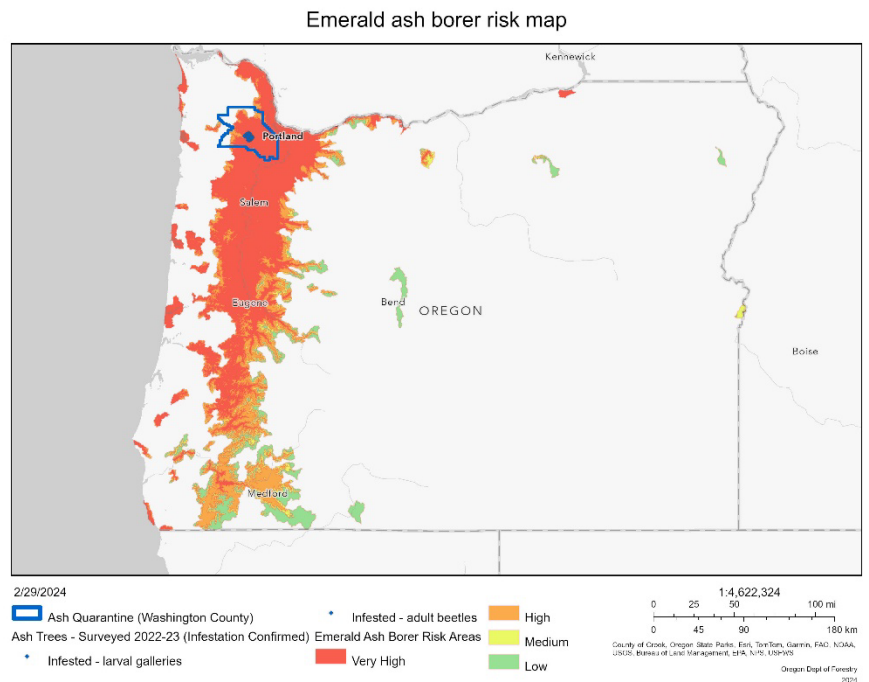 Emerald ash borer risk map
Kennewick
Portland
Salem
Eugene
Bend
OREGON
Boise
Medford
2/29/2024
1:4,622,324
0 25 50 100 mi
0 45 90 180 km
Ash Quarantine (Washington County)
Ash Trees - Surveyed 2022-23 (Infestation Confirmed)
Infested - larval galleries
Infested - adult beetles
Emerald Ash Borer Risk Areas
Very High
High
Medium
Low
County of Crook, Oregon State Parks, Esri, TomTom, Garmin, FAO, NOAA,
USGS, Bureau of Land Management, EPA, NPS, USFWS
Oregon Dept of Forestry
2024